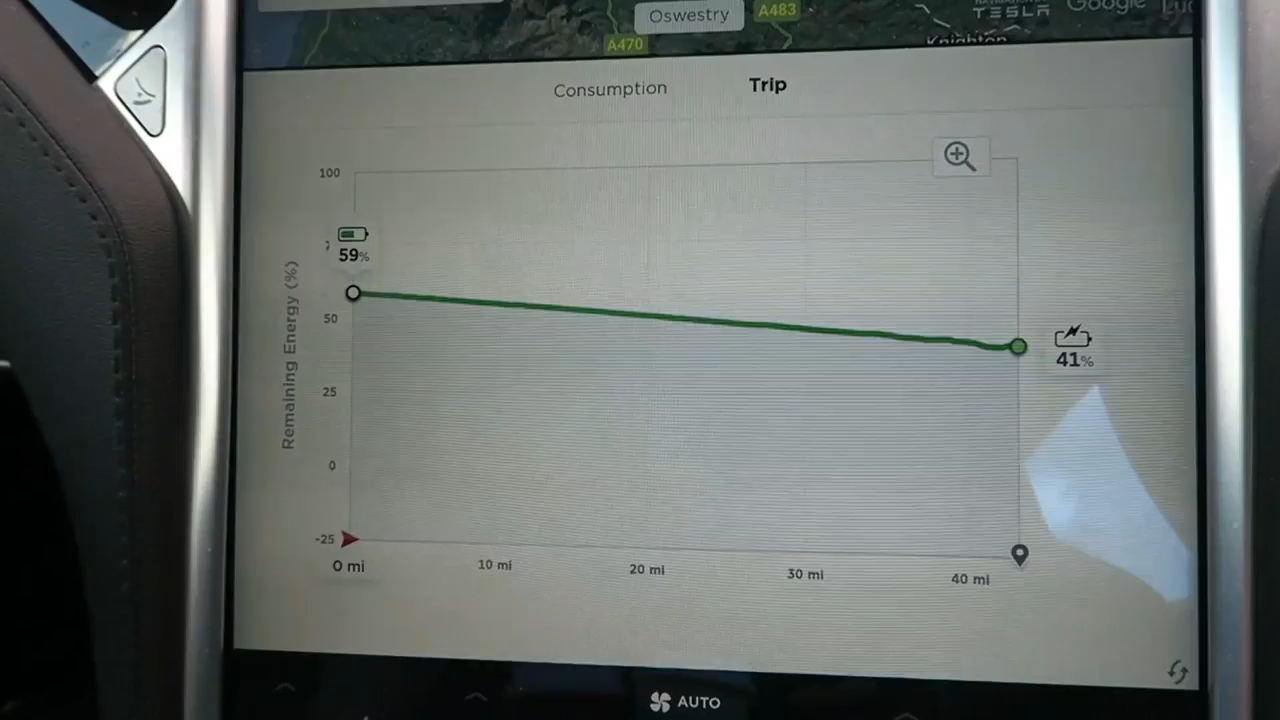 Oswestry
A483
TESLA
Google
A470
Knighton
Consumption
Trip
100
59%
50
41%
25
0
-25
Remaining Energy (%)
0 mi
10 mi
20 mi
30 mi
40 mi
AUTO